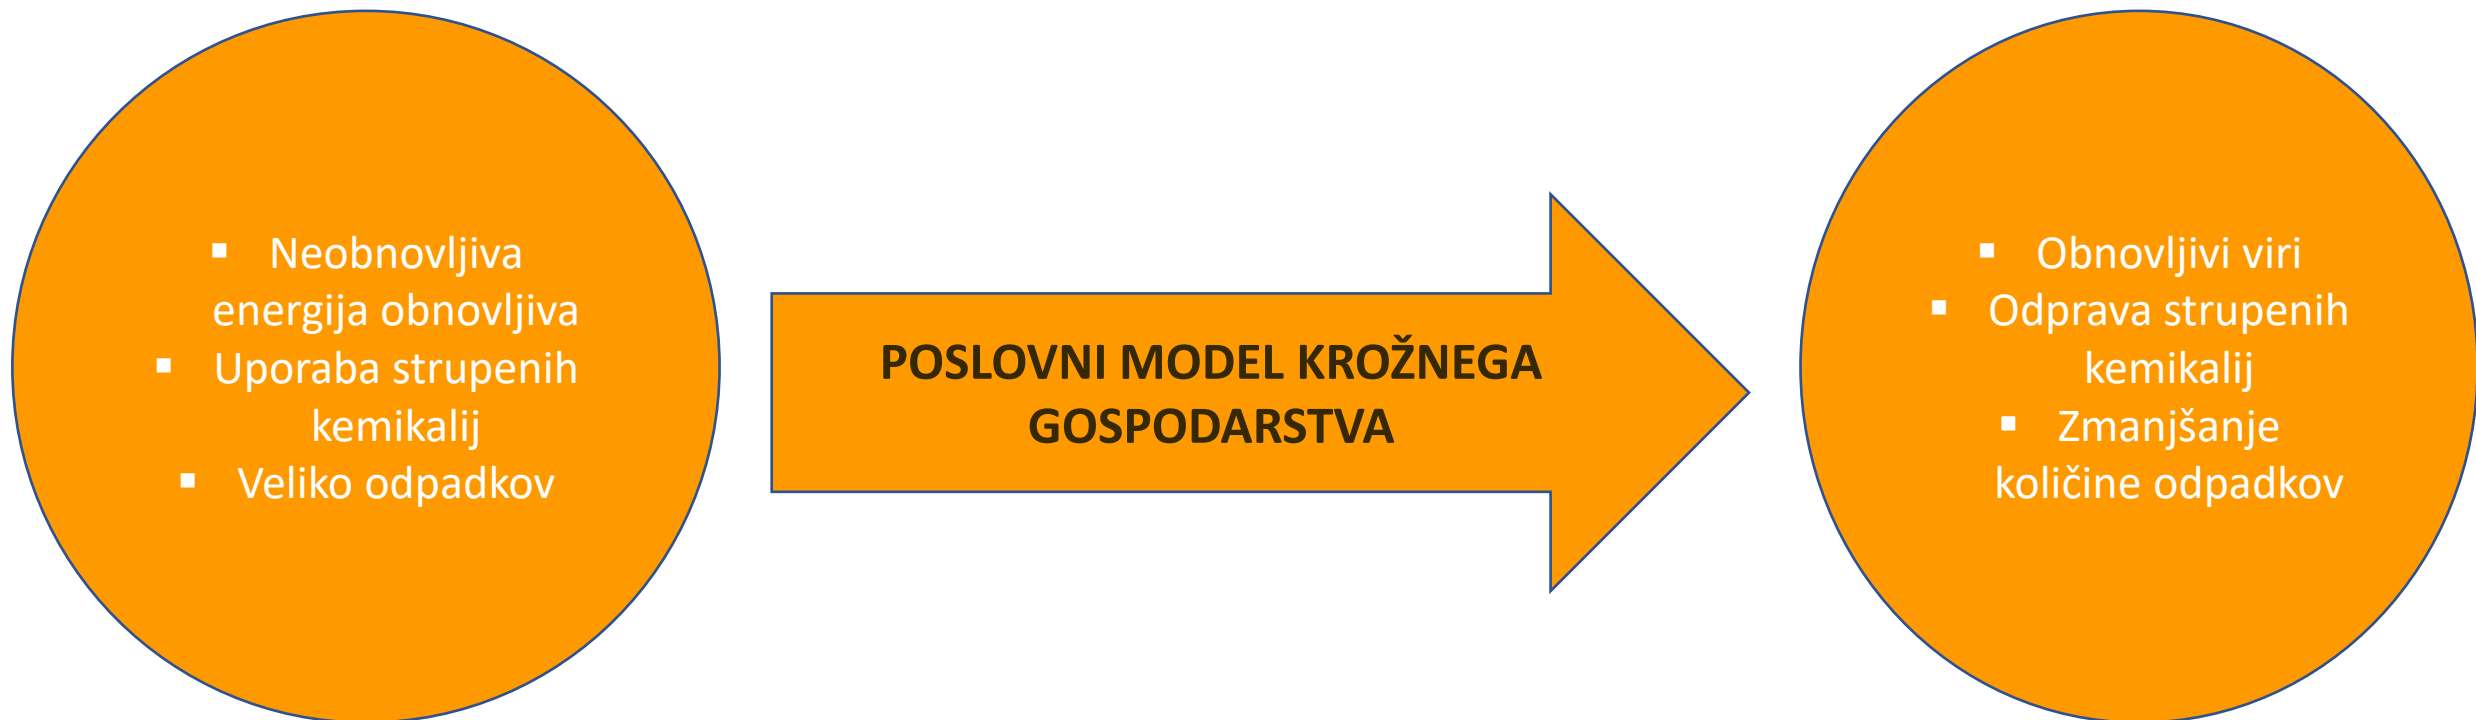 ▪ Neobnovljiva
energija obnovljiva
▪ Uporaba strupenih
kemikalij
▪ Veliko odpadkov
POSLOVNI MODEL KROŽNEGA
GOSPODARSTVA
▪ Obnovljivi viri
▪ Odprava strupenih
kemikalij
▪ Zmanjšanje
količine odpadkov